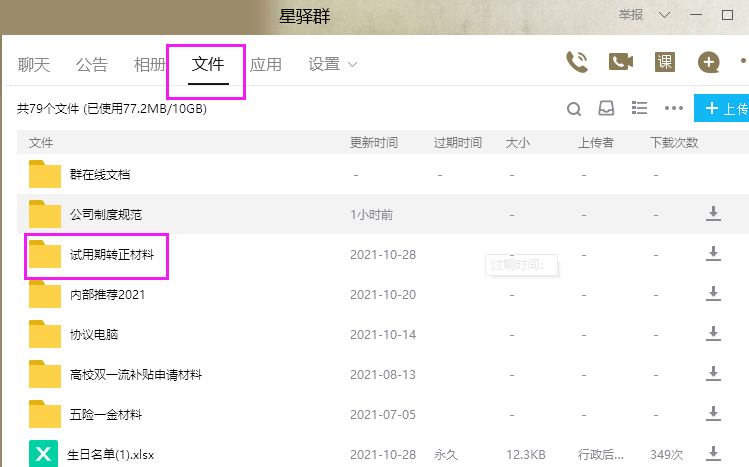 星驿群
举报
聊天 公告 相册 文件 应用 设置
课
共79个文件 (已使用77.2MB/10GB)
上传
文件 更新时间 过期时间 大小 上传者 下载次数
群在线文档 - - - - -
公司制度规范 1小时前 - - -
试用期转正材料 2021-10-28 - - -
过期时间:
内部推荐2021 2021-10-20 - - -
协议电脑 2021-10-14 - - -
高校双一流补贴申请材料 2021-08-13 - - -
五险一金材料 2021-07-05 - - -
X 生日名单(1).xlsx 2021-10-28 永久 12.3KB 行政后... 349次